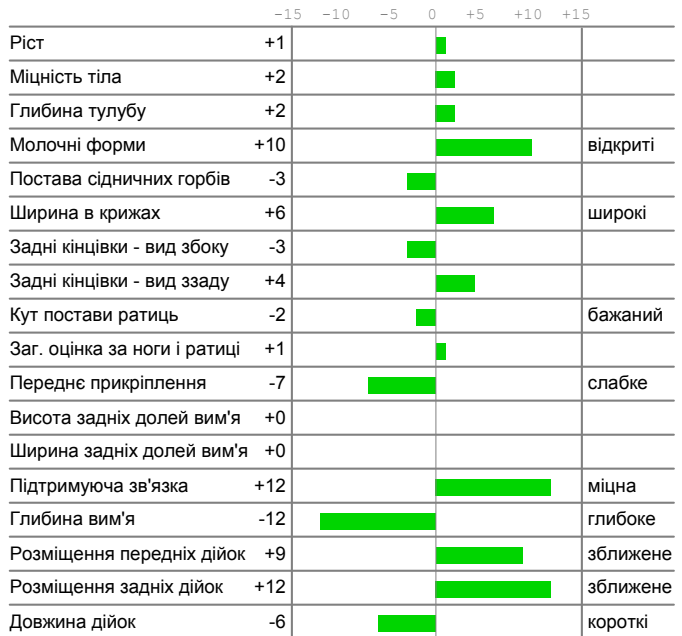 -15 -10 -5 0 +5 +10 +15
Ріст +1
Міцність тіла +2
Глибина тулубу +2
Молочні форми +10 відкриті
Постава сідничних горбів -3
Ширина в крижах +6 широкі
Задні кінцівки - вид збоку -3
Задні кінцівки - вид ззаду +4
Кут постави ратиць -2 бажаний
Заг. оцінка за ноги і ратиці +1
Переднє прикріплення -7 слабке
Висота задніх долей вим'я +0
Ширина задніх долей вим'я +0
Підтримуюча зв'язка +12 міцна
Глибина вим'я -12 глибоке
Розміщення передніх дійок +9 зближене
Розміщення задніх дійок +12 зближене
Довжина дійок -6 короткі